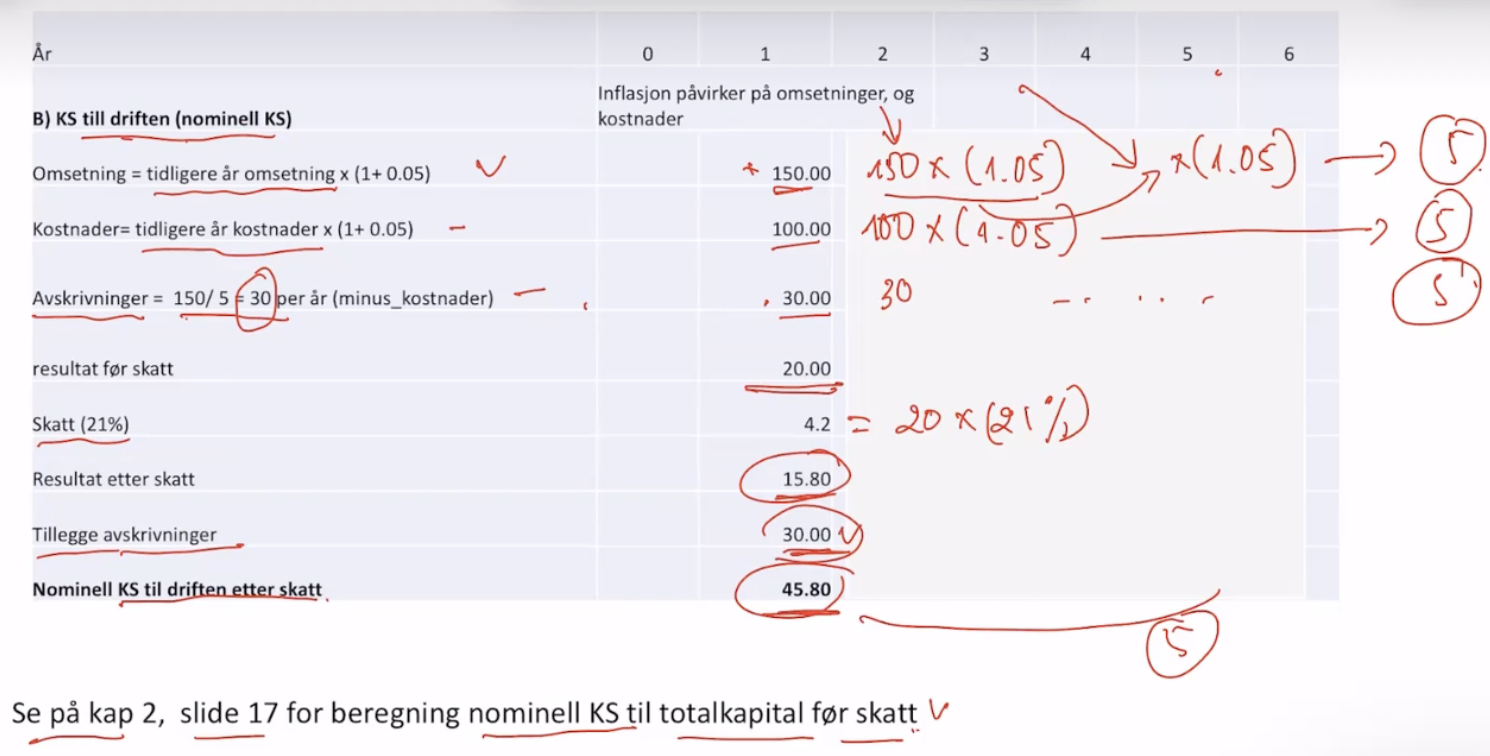 År 0 1 2 3 4 5 6
Inflasjon påvirker på omsetninger, og
B) KS till driften (nominell KS) kostnader
Omsetning = tidligere år omsetning x (1+ 0.05) 150.00 150 x (1.05) x (1.05) → 5
Kostnader= tidligere år kostnader x (1+ 0.05) - 100.00 100 x (1.05) → 5
Avskrivninger = 150/ 5 = 30 per år (minus_kostnader) - 30.00 30 - . . . - 5
resultat før skatt 20.00
Skatt (21%) 4.2 = 20 x (21%)
Resultat etter skatt 15.80
Tillegge avskrivninger 30.00
Nominell KS til driften etter skatt 45.80
5
Se på kap 2, slide 17 for beregning nominell KS til totalkapital før skatt